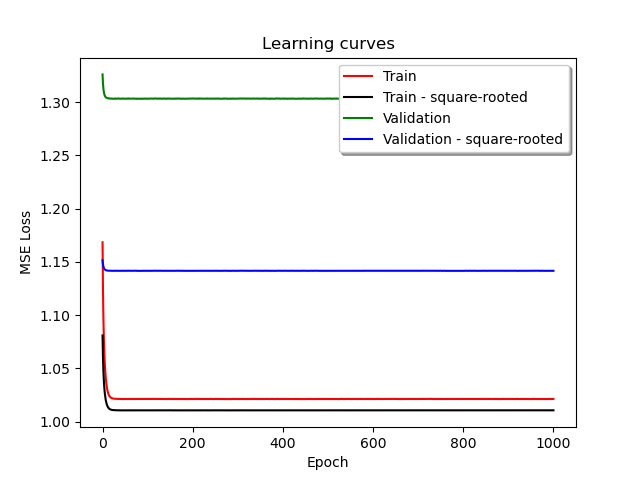 Learning curves
Train
Train - square-rooted
Validation
Validation - square-rooted
MSE Loss
1.30
1.25
1.20
1.15
1.10
1.05
1.00
0 200 400 600 800 1000
Epoch